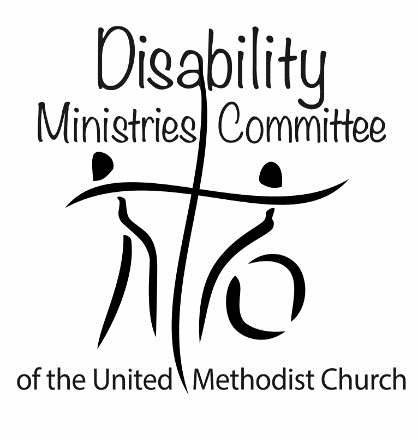 Disability
Ministries Committee
of the United Methodist Church